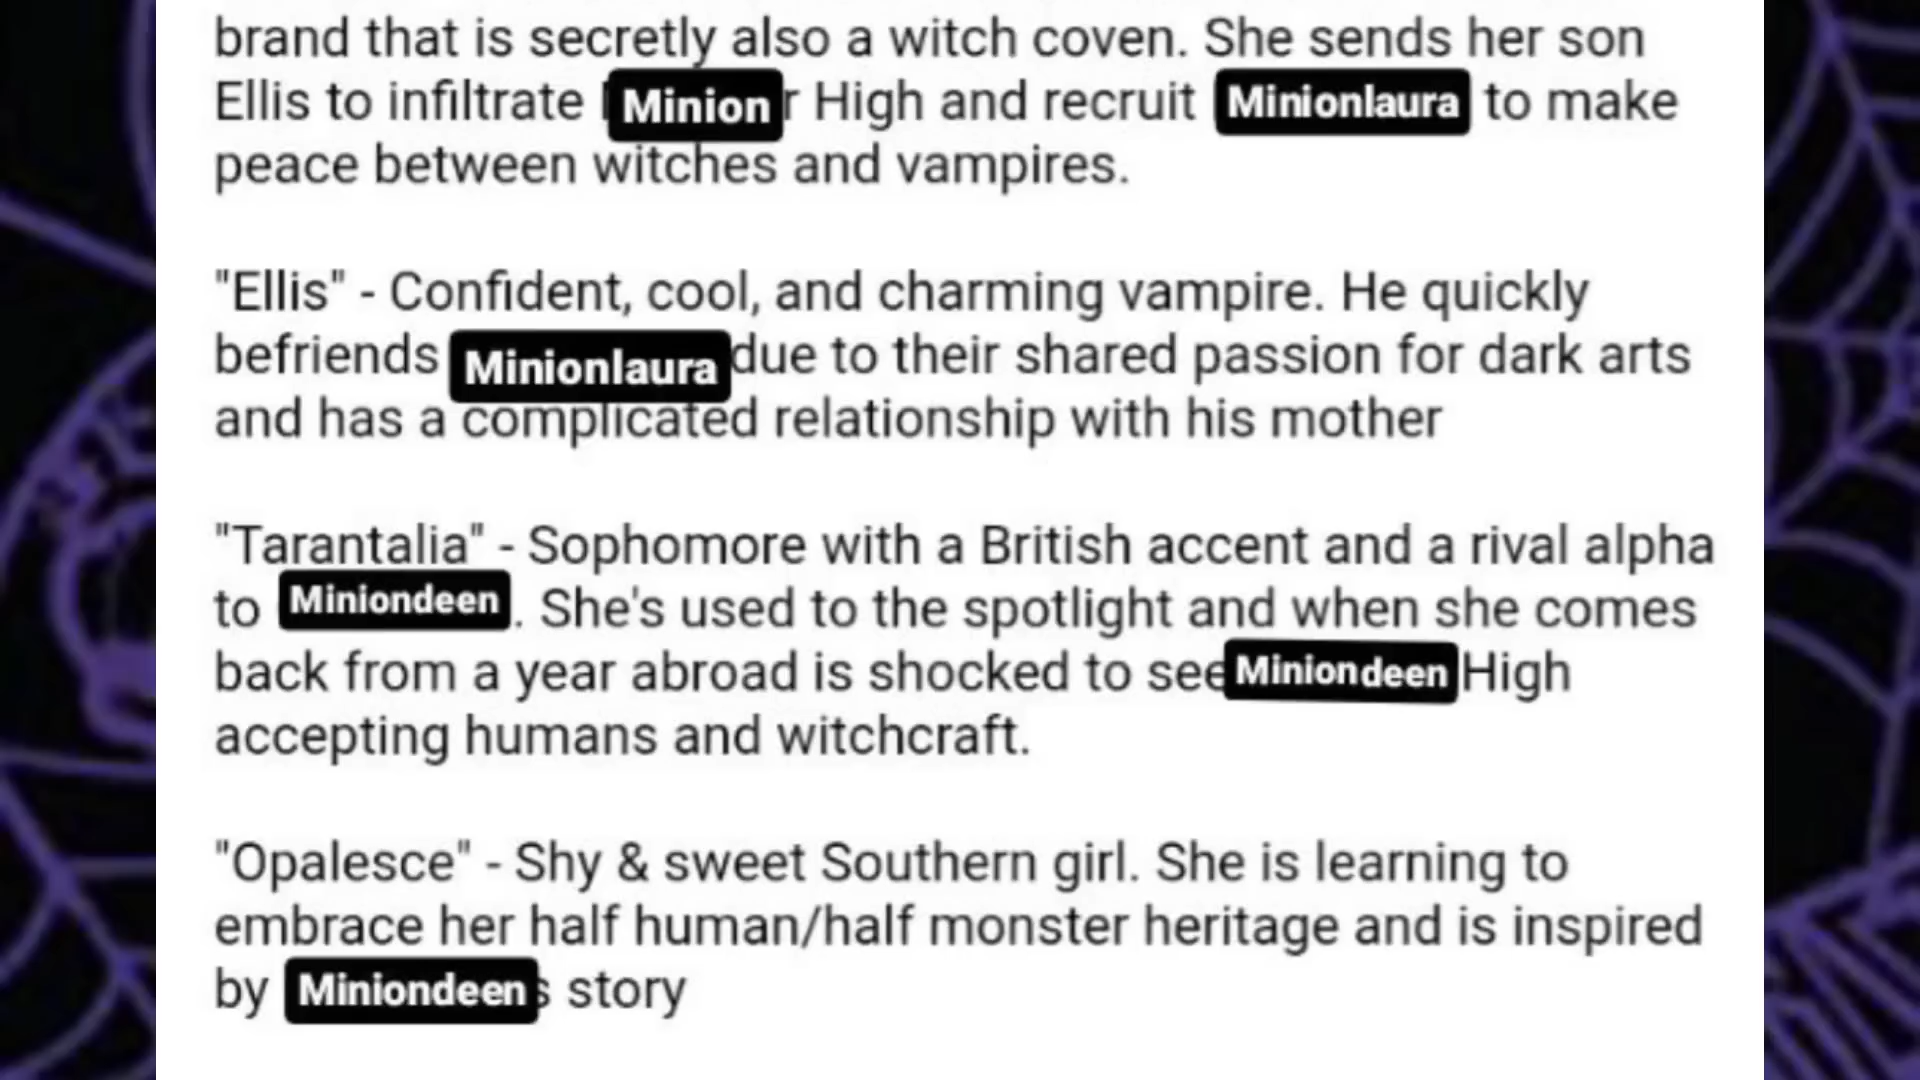 brand that is secretly also a witch coven. She sends her son
Ellis to infiltrate Minion r High and recruit Minionlaura to make
peace between witches and vampires.
"Ellis" - Confident, cool, and charming vampire. He quickly
befriends Minionlaura due to their shared passion for dark arts
and has a complicated relationship with his mother
"Tarantalia" - Sophomore with a British accent and a rival alpha
to Miniondeen. She's used to the spotlight and when she comes
back from a year abroad is shocked to see Miniondeen High
accepting humans and witchcraft.
"Opalesce" - Shy & sweet Southern girl. She is learning to
embrace her half human/half monster heritage and is inspired
by Miniondeen s story